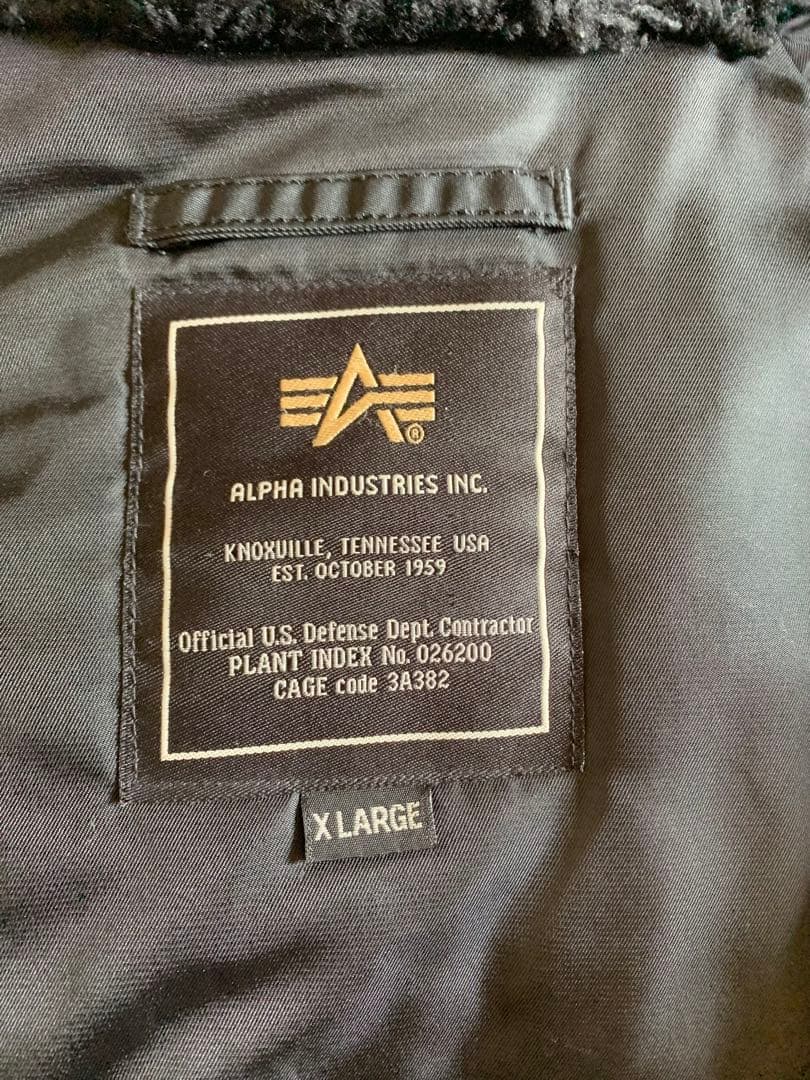 ®
ALPHA INDUSTRIES INC.
KNOXVILLE, TENNESSEE USA
EST. OCTOBER 1959
Official U.S. Defense Dept. Contractor
PLANT INDEX No. 026200
CAGE code 3A382
X LARGE